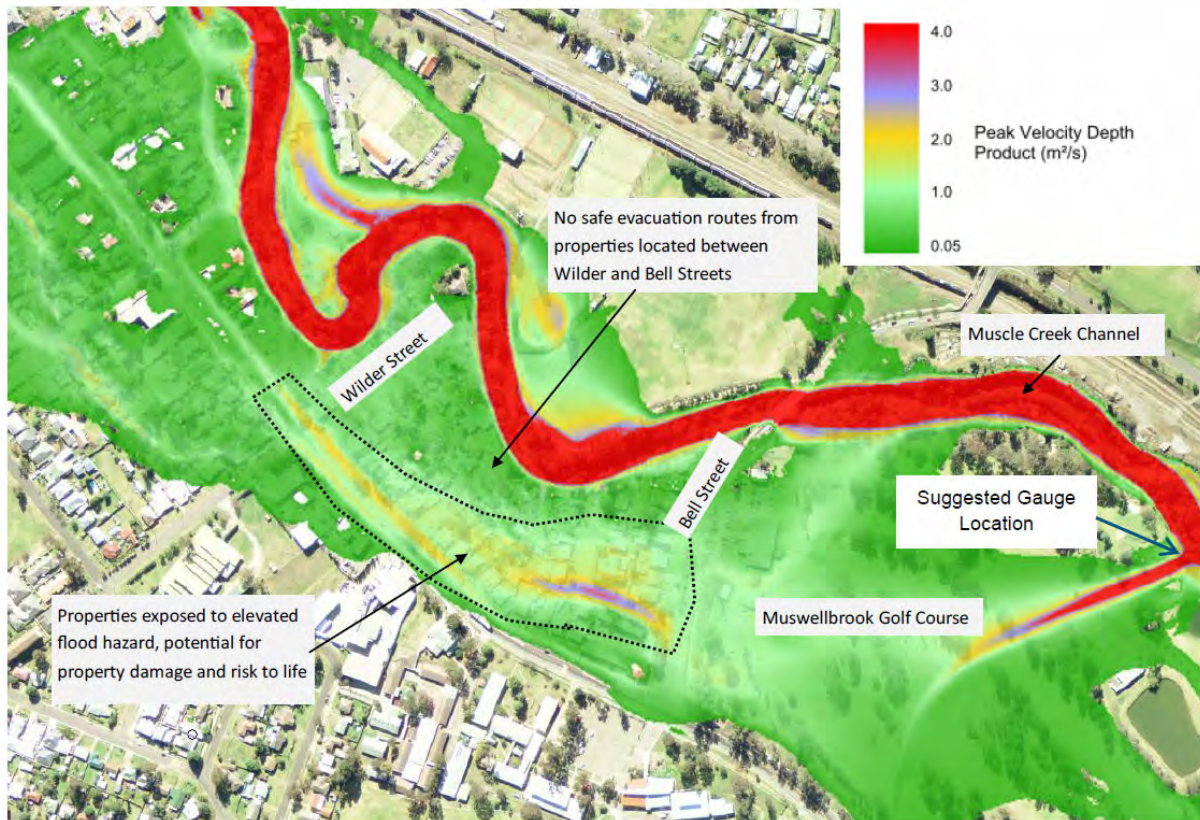 4.0
3.0
2.0
1.0
0.05
Peak Velocity Depth
Product (m²/s)
No safe evacuation routes from
properties located between
Wilder and Bell Streets
Muscle Creek Channel
Wilder Street
Bell Street
Suggested Gauge
Location
Muswellbrook Golf Course
Properties exposed to elevated
flood hazard, potential for
property damage and risk to life